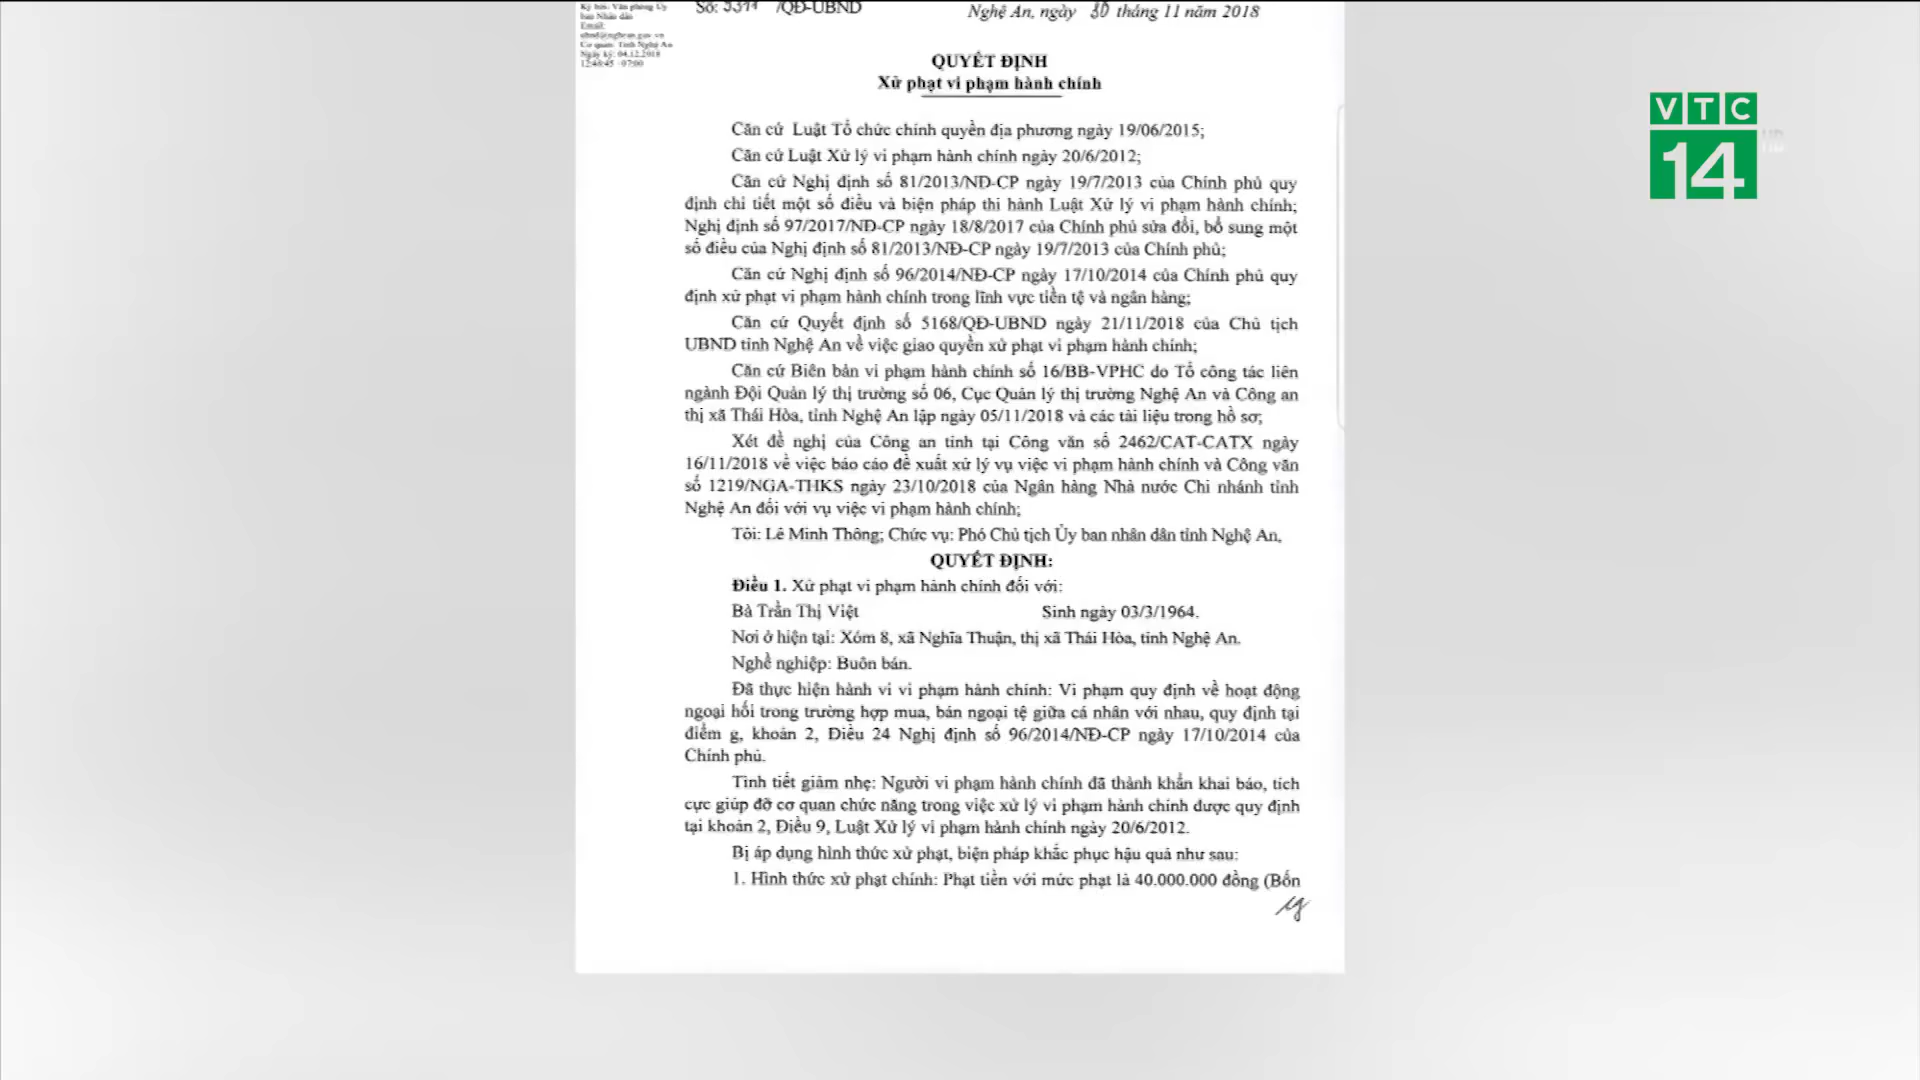 Ký bởi: Văn phòng Ủy
ban Nhân dân
Email:
ubnd@nghean.gov.vn
Cơ quan: Tỉnh Nghệ An
Ngày ký: 04.12.2018
Số: /QĐ-UBND
Nghệ An, ngày 30 tháng 11 năm 2018
QUYẾT ĐỊNH
Xử phạt vi phạm hành chính
VTC
14
HD
Căn cứ Luật Tổ chức chính quyền địa phương ngày 19/06/2015;
Căn cứ Luật Xử lý vi phạm hành chính ngày 20/6/2012;
Căn cứ Nghị định số 81/2013/NĐ-CP ngày 19/7/2013 của Chính phủ quy
định chi tiết một số điều và biện pháp thi hành Luật Xử lý vi phạm hành chính;
Nghị định số 97/2017/NĐ-CP ngày 18/8/2017 của Chính phủ sửa đổi, bổ sung một
số điều của Nghị định số 81/2013/NĐ-CP ngày 19/7/2013 của Chính phủ;
Căn cứ Nghị định số 96/2014/NĐ-CP ngày 17/10/2014 của Chính phủ quy
định xử phạt vi phạm hành chính trong lĩnh vực tiền tệ và ngân hàng;
Căn cứ Quyết định số 5168/QĐ-UBND ngày 21/11/2018 của Chủ tịch
UBND tỉnh Nghệ An về việc giao quyền xử phạt vi phạm hành chính;
Căn cứ Biên bản vi phạm hành chính số 16/BB-VPHC do Tổ công tác liên
ngành Đội Quản lý thị trường số 06, Cục Quản lý thị trường Nghệ An và Công an
thị xã Thái Hòa, tỉnh Nghệ An lập ngày 05/11/2018 và các tài liệu trong hồ sơ;
Xét đề nghị của Công an tỉnh tại Công văn số 2462/CAT-CATX ngày
16/11/2018 về việc báo cáo đề xuất xử lý vụ việc vi phạm hành chính và Công văn
số 1219/NGA-THKS ngày 23/10/2018 của Ngân hàng Nhà nước Chi nhánh tỉnh
Nghệ An đối với vụ việc vi phạm hành chính;
Tôi: Lê Minh Thông; Chức vụ: Phó Chủ tịch Ủy ban nhân dân tỉnh Nghệ An,
QUYẾT ĐỊNH:
Điều 1. Xử phạt vi phạm hành chính đối với:
Bà Trần Thị Việt Sinh ngày 03/3/1964.
Nơi ở hiện tại: Xóm 8, xã Nghĩa Thuận, thị xã Thái Hòa, tỉnh Nghệ An.
Nghề nghiệp: Buôn bán.
Đã thực hiện hành vi vi phạm hành chính: Vi phạm quy định về hoạt động
ngoại hối trong trường hợp mua, bán ngoại tệ giữa cá nhân với nhau, quy định tại
điểm g, khoản 2, Điều 24 Nghị định số 96/2014/NĐ-CP ngày 17/10/2014 của
Chính phủ.
Tình tiết giảm nhẹ: Người vi phạm hành chính đã thành khẩn khai báo, tích
cực giúp đỡ cơ quan chức năng trong việc xử lý vi phạm hành chính được quy định
tại khoản 2, Điều 9, Luật Xử lý vi phạm hành chính ngày 20/6/2012.
Bị áp dụng hình thức xử phạt, biện pháp khắc phục hậu quả như sau:
1. Hình thức xử phạt chính: Phạt tiền với mức phạt là 40.000.000 đồng (Bốn